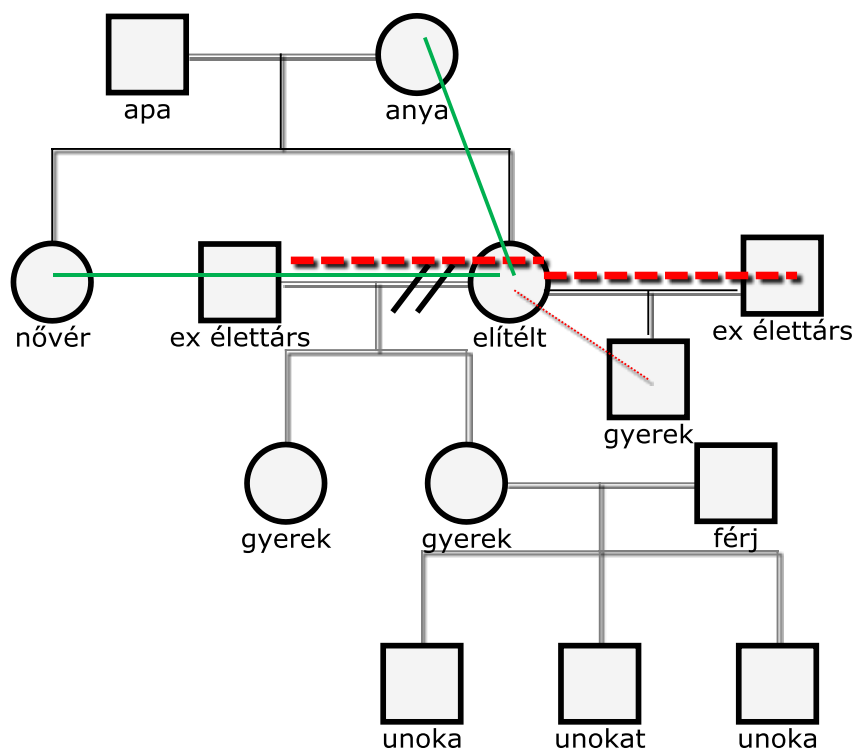 apa
anya
nővér
ex élettárs
elítélt
ex élettárs
gyerek
gyerek
gyerek
férj
unoka
unokat
unoka